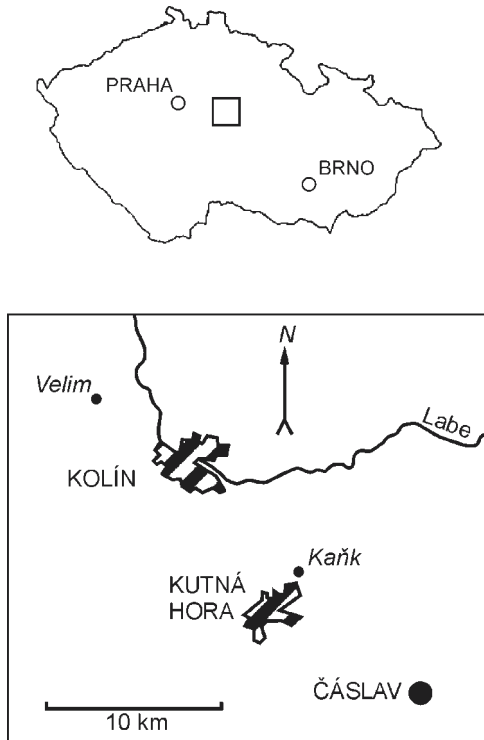 PRAHA
BRNO
N
Velim
Labe
KOLÍN
Kaňk
KUTNÁ
HORA
ČÁSLAV
10 km